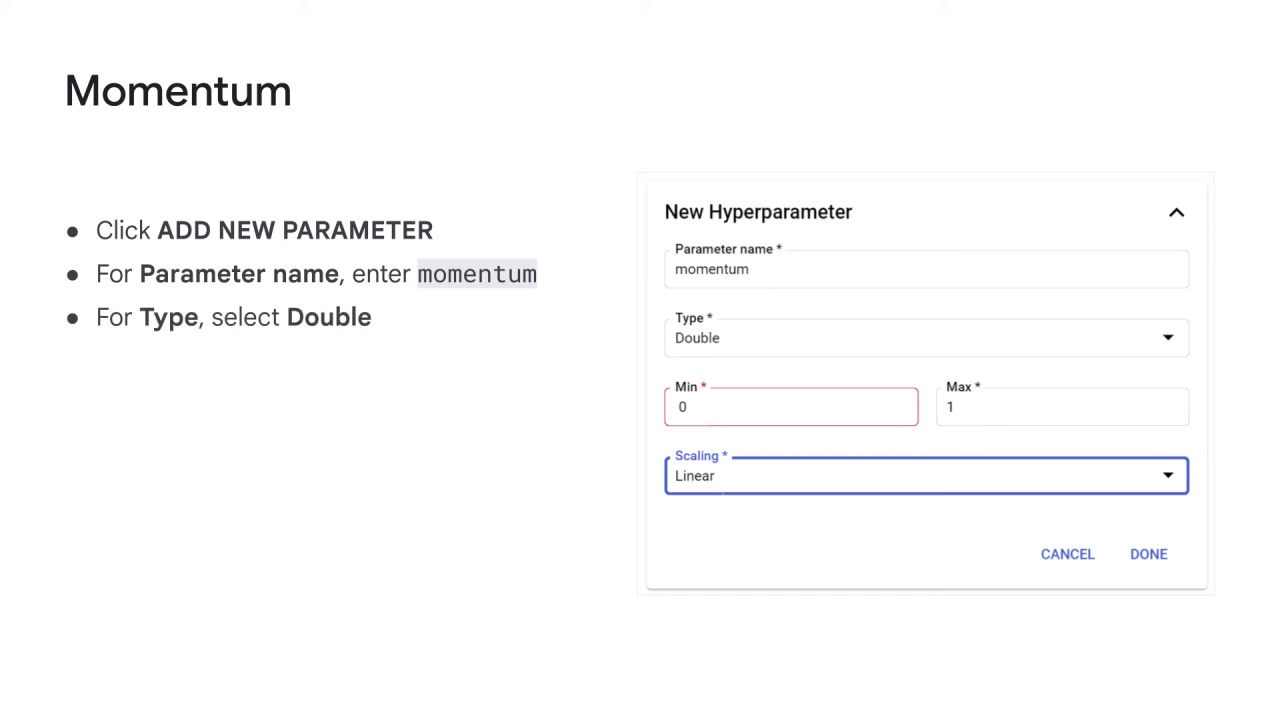 Momentum
● Click ADD NEW PARAMETER
● For Parameter name, enter momentum
● For Type, select Double
New Hyperparameter
Parameter name *
momentum
Type *
Double
Min * Max *
0 1
Scaling *
Linear
CANCEL DONE